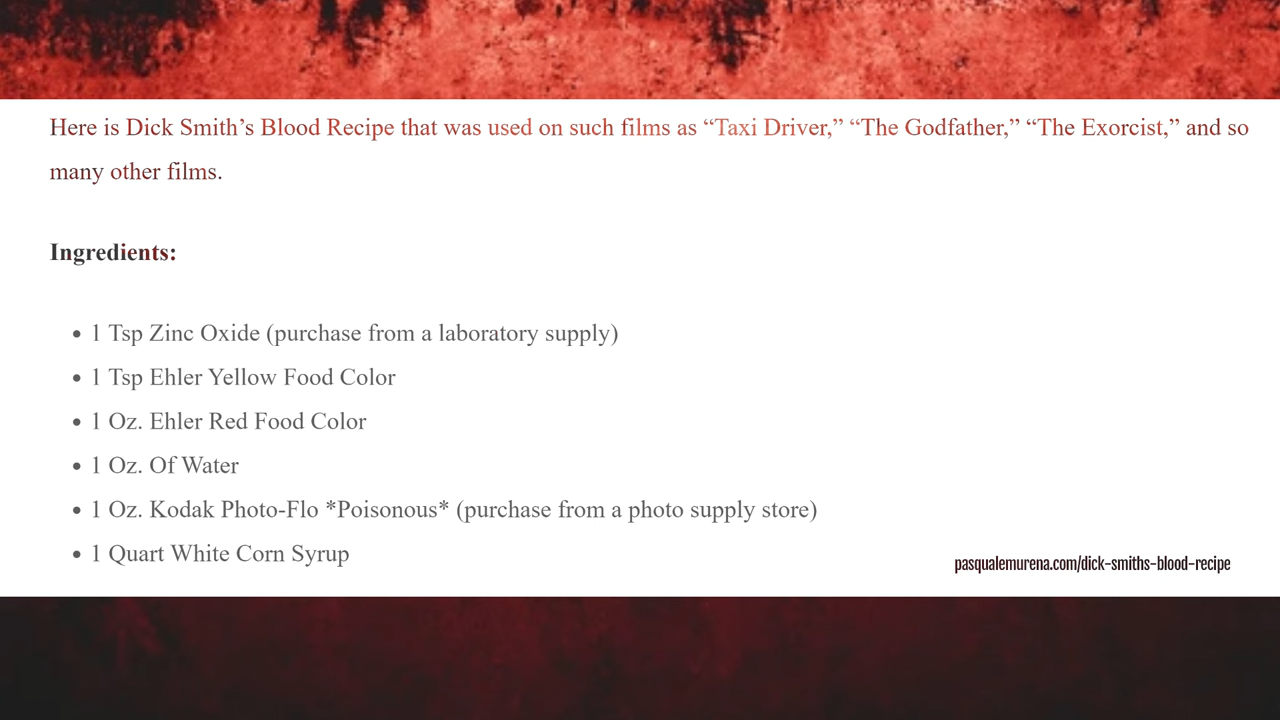 Here is Dick Smith’s Blood Recipe that was used on such films as “Taxi Driver,” “The Godfather,” “The Exorcist,” and so
many other films.
Ingredients:
• 1 Tsp Zinc Oxide (purchase from a laboratory supply)
• 1 Tsp Ehler Yellow Food Color
• 1 Oz. Ehler Red Food Color
• 1 Oz. Of Water
• 1 Oz. Kodak Photo-Flo *Poisonous* (purchase from a photo supply store)
• 1 Quart White Corn Syrup
pasqualemurena.com/dick-smiths-blood-recipe